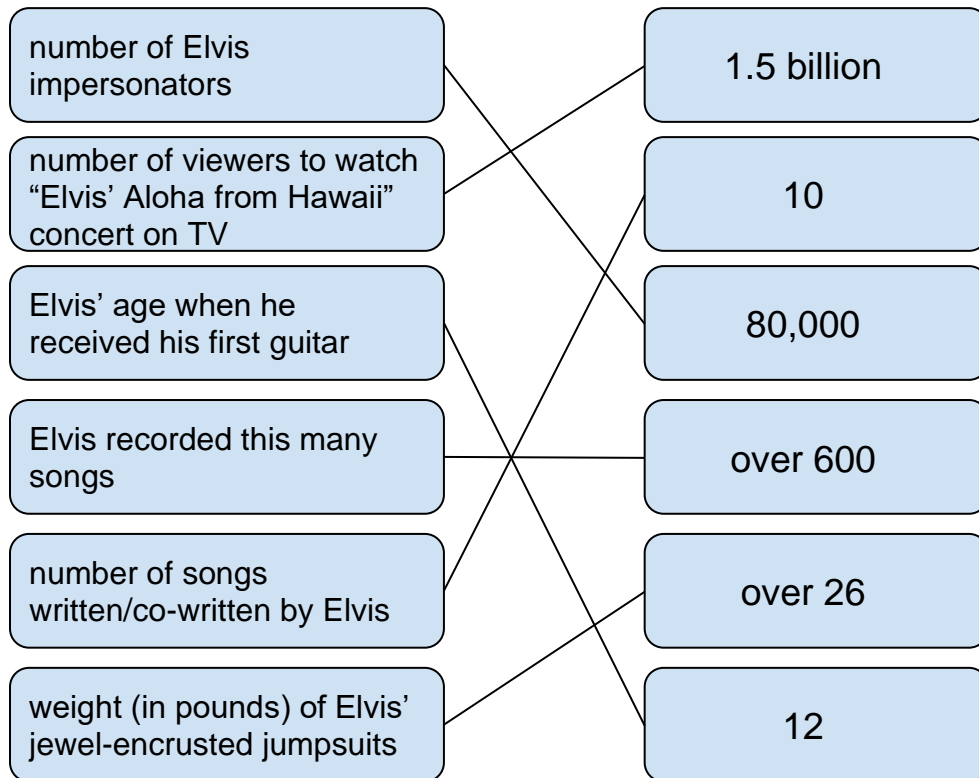 number of Elvis
impersonators
1.5 billion
number of viewers to watch
“Elvis’ Aloha from Hawaii”
concert on TV
10
Elvis’ age when he
received his first guitar
80,000
Elvis recorded this many
songs
over 600
number of songs
written/co-written by Elvis
over 26
weight (in pounds) of Elvis’
jewel-encrusted jumpsuits
12